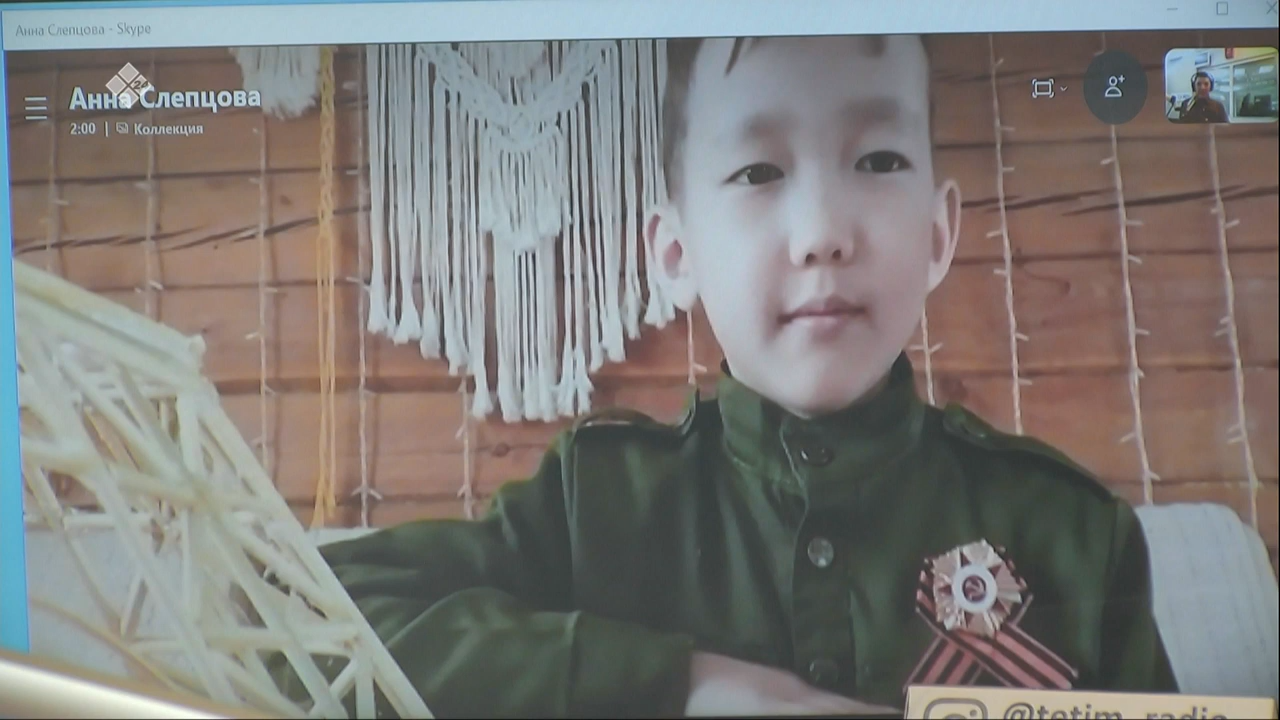 Анна Слепцова - Skype
Анна Слепцова
2:00 | Коллекция
@tetim_radio